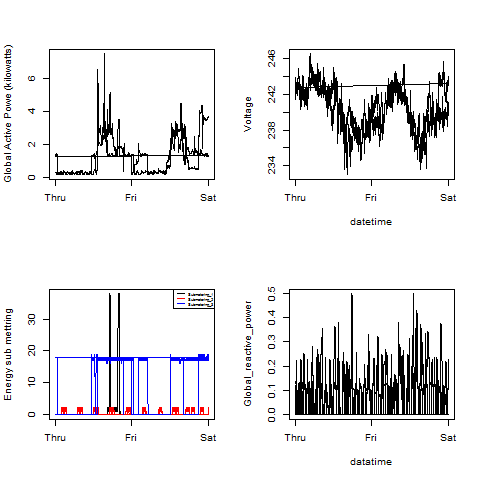 Global Active Powe (kilowatts)
0 2 4 6
Thru Fri Sat
Voltage
234 238 242 246
Thru Fri Sat
datetime
Energy sub metting
0 10 20 30
Thru Fri Sat
Global_reactive_power
0.0 0.1 0.2 0.3 0.4 0.5
Thru Fri Sat
datatime